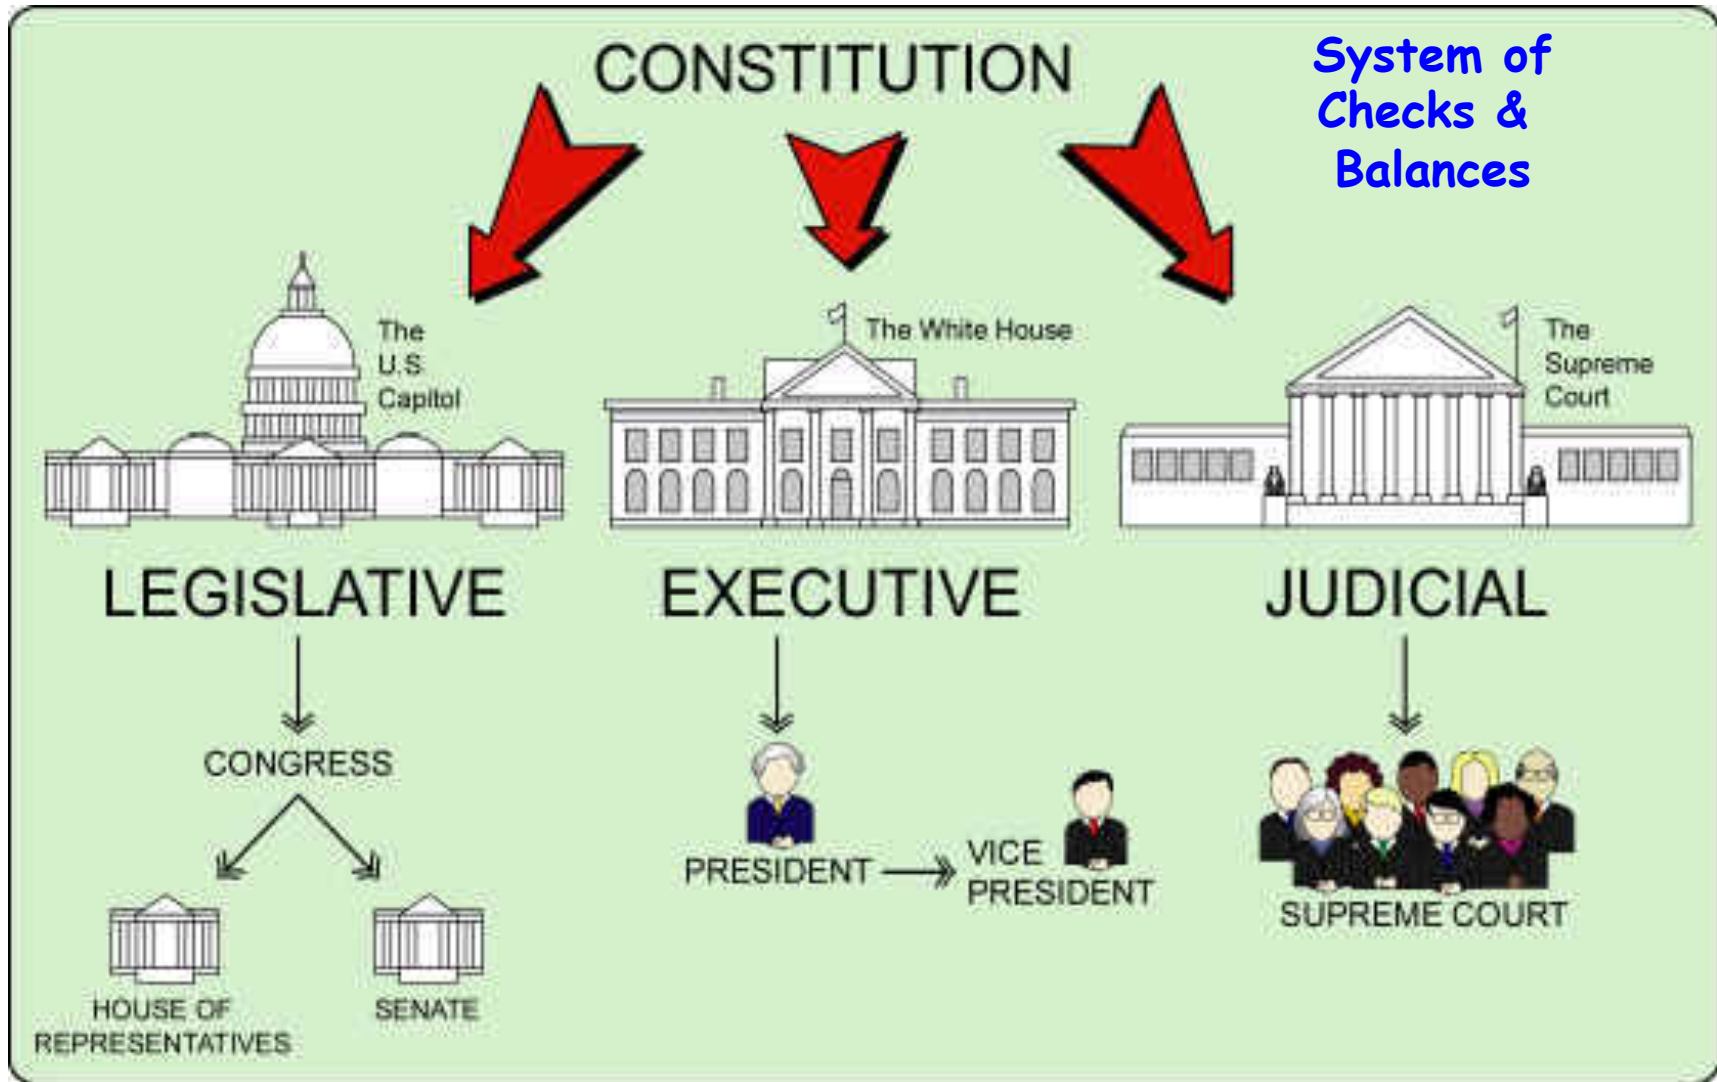 CONSTITUTION
System of
Checks &
Balances
The
U.S.
Capitol
The White House
The
Supreme
Court
LEGISLATIVE
EXECUTIVE
JUDICIAL
CONGRESS
HOUSE OF
REPRESENTATIVES
SENATE
PRESIDENT
VICE
PRESIDENT
SUPREME COURT